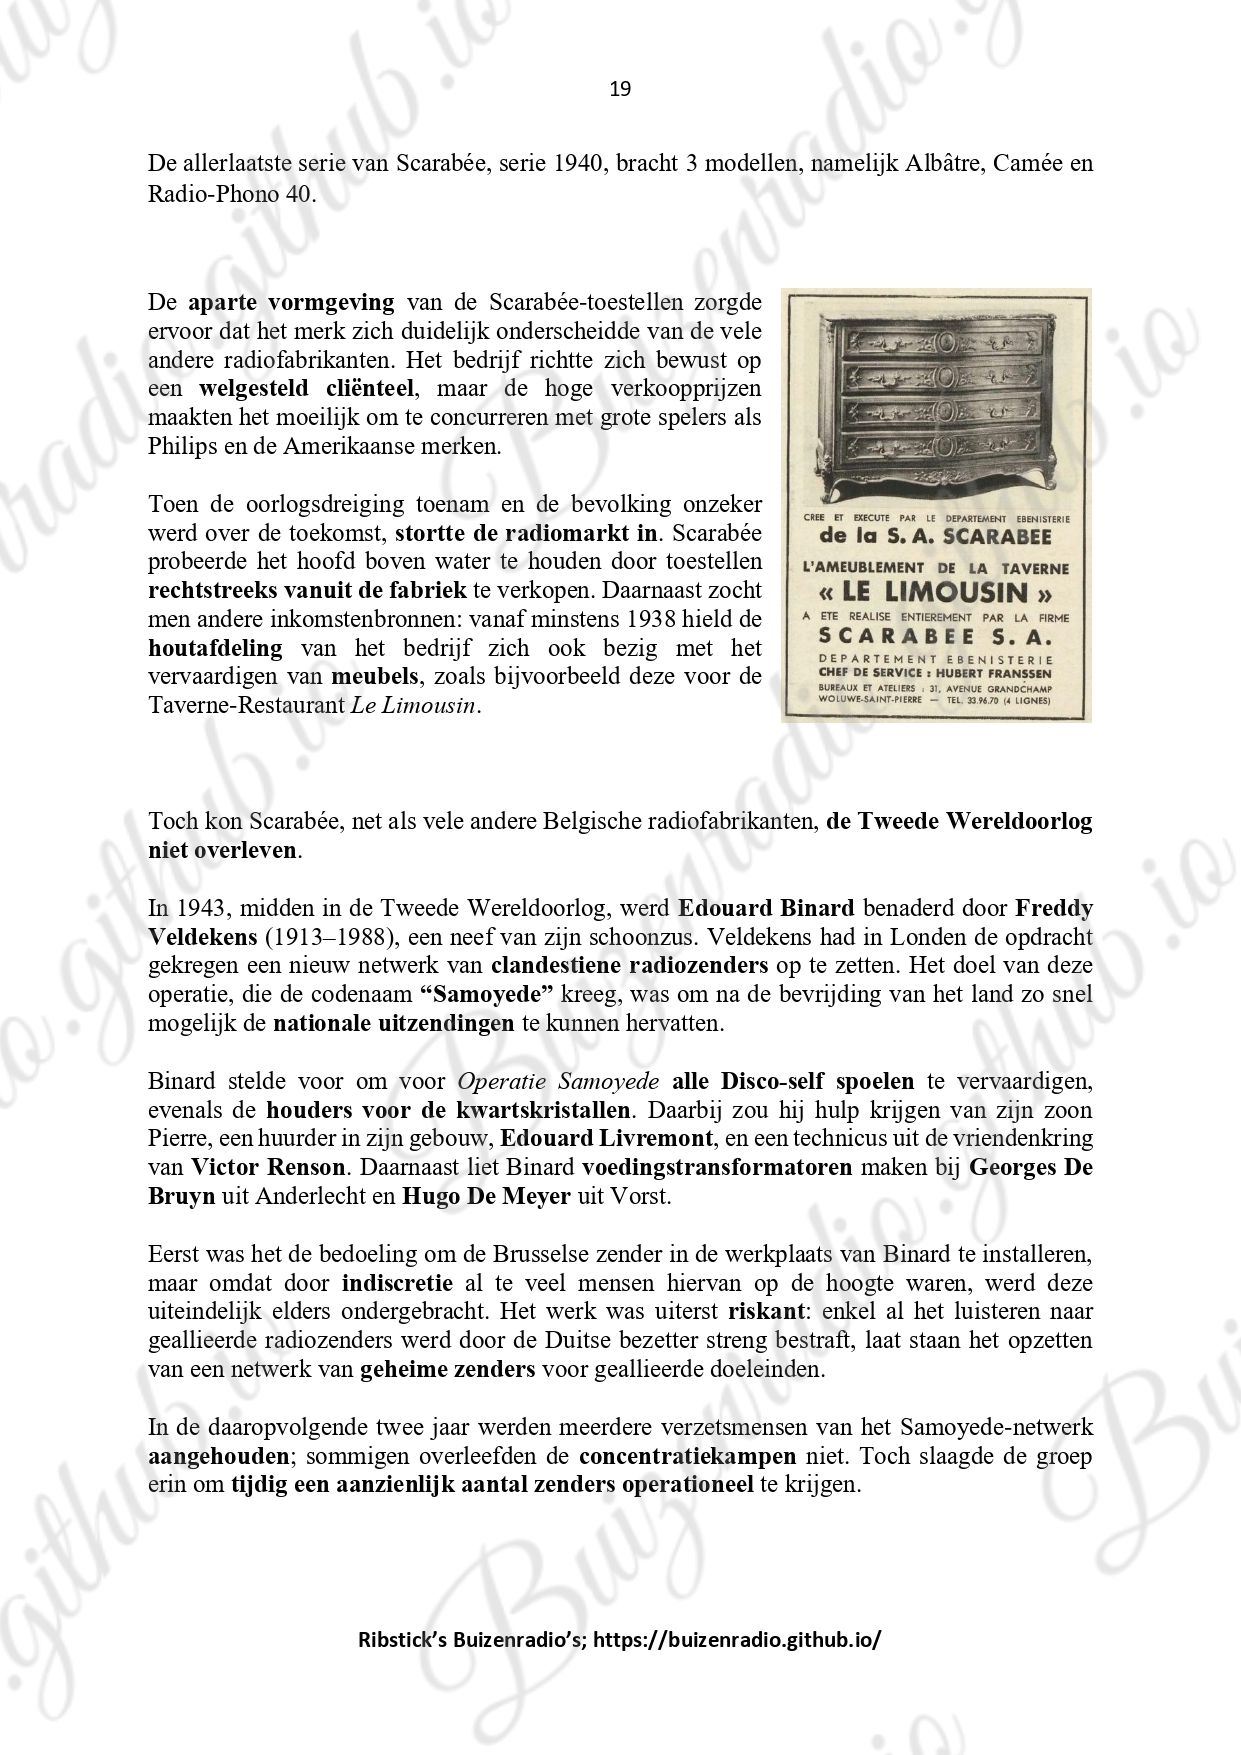 19
De allerlaatste serie van Scarabée, serie 1940, bracht 3 modellen, namelijk Albâtre, Camée en
Radio-Phono 40.
De aparte vormgeving van de Scarabée-toestellen zorgde
ervoor dat het merk zich duidelijk onderscheidde van de vele
andere radiofabrikanten. Het bedrijf richtte zich bewust op
een welgesteld cliënteel, maar de hoge verkoopprijzen
maakten het moeilijk om te concurreren met grote spelers als
Philips en de Amerikaanse merken.
Toen de oorlogsdreiging toenam en de bevolking onzeker
werd over de toekomst, stortte de radiomarkt in. Scarabée
probeerde het hoofd boven water te houden door toestellen
rechtstreeks vanuit de fabriek te verkopen. Daarnaast zocht
men andere inkomstenbronnen: vanaf minstens 1938 hield de
houtafdeling van het bedrijf zich ook bezig met het
vervaardigen van meubels, zoals bijvoorbeeld deze voor de
Taverne-Restaurant Le Limousin.
CREE ET EXECUTE PAR LE DEPARTEMENT EBENISTERIE
de la S. A. SCARABEE
L'AMEUBLEMENT DE LA TAVERNE
« LE LIMOUSIN »
A ETE REALISE ENTIEREMENT PAR LA FIRME
SCARABEE S. A.
DEPARTEMENT EBENISTERIE
CHEF DE SERVICE : HUBERT FRANSSEN
BUREAUX ET ATELIERS : 31, AVENUE GRANDCHAMP
WOLUWE-SAINT-PIERRE — TEL. 33.96.70 (4 LIGNES)
Toch kon Scarabée, net als vele andere Belgische radiofabrikanten, de Tweede Wereldoorlog
niet overleven.
In 1943, midden in de Tweede Wereldoorlog, werd Edouard Binard benaderd door Freddy
Veldekens (1913–1988), een neef van zijn schoonzus. Veldekens had in Londen de opdracht
gekregen een nieuw netwerk van clandestiene radiozenders op te zetten. Het doel van deze
operatie, die de codenaam “Samoyede” kreeg, was om na de bevrijding van het land zo snel
mogelijk de nationale uitzendingen te kunnen hervatten.
Binard stelde voor om voor Operatie Samoyede alle Disco-self spoelen te vervaardigen,
evenals de houders voor de kwartskristallen. Daarbij zou hij hulp krijgen van zijn zoon
Pierre, een huurder in zijn gebouw, Edouard Livremont, en een technicus uit de vriendenkring
van Victor Renson. Daarnaast liet Binard voedingstransformatoren maken bij Georges De
Bruyn uit Anderlecht en Hugo De Meyer uit Vorst.
Eerst was het de bedoeling om de Brusselse zender in de werkplaats van Binard te installeren,
maar omdat door indiscretie al te veel mensen hiervan op de hoogte waren, werd deze
uiteindelijk elders ondergebracht. Het werk was uiterst riskant: enkel al het luisteren naar
geallieerde radiozenders werd door de Duitse bezetter streng bestraft, laat staan het opzetten
van een netwerk van geheime zenders voor geallieerde doeleinden.
In de daaropvolgende twee jaar werden meerdere verzetsmensen van het Samoyede-netwerk
aangehouden; sommigen overleefden de concentratiekampen niet. Toch slaagde de groep
erin om tijdig een aanzienlijk aantal zenders operationeel te krijgen.
Ribstick’s Buizenradio’s; https://buizenradio.github.io/
Buizenradio.github.io